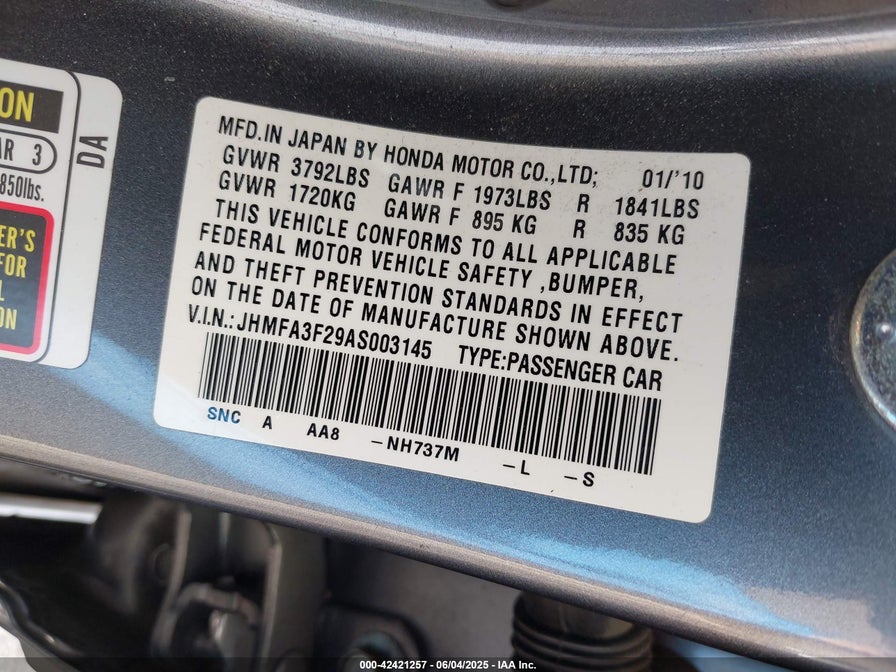 ON
AR 3
850lbs.
ER'S
FOR
L
ON
DA
MFD.IN JAPAN BY HONDA MOTOR CO.,LTD; 01/'10
GVWR 3792LBS GAWR F 1973LBS R 1841LBS
GVWR 1720KG GAWR F 895 KG R 835 KG
THIS VEHICLE CONFORMS TO ALL APPLICABLE
FEDERAL MOTOR VEHICLE SAFETY ,BUMPER,
AND THEFT PREVENTION STANDARDS IN EFFECT
ON THE DATE OF MANUFACTURE SHOWN ABOVE.
V.I.N.: JHMFA3F29AS003145 TYPE:PASSENGER CAR
SNC A AA8 -NH737M -L -S
000-42421257 - 06/04/2025 - IAA Inc.